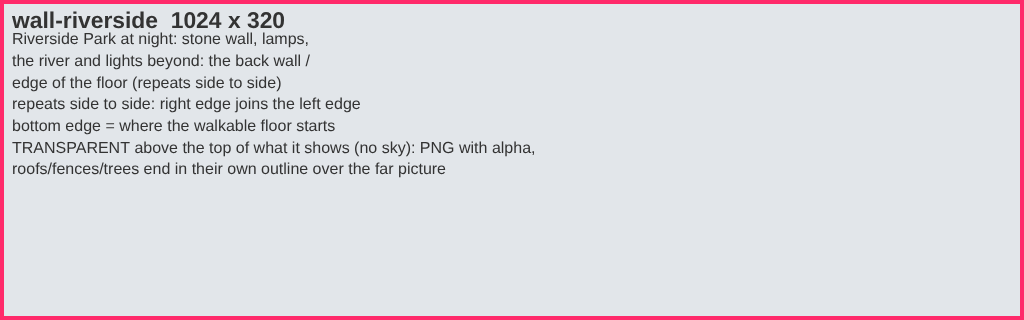 wall-riverside  1024 x 320
Riverside Park at night: stone wall, lamps,
the river and lights beyond: the back wall /
edge of the floor (repeats side to side)
repeats side to side: right edge joins the left edge
bottom edge = where the walkable floor starts
TRANSPARENT above the top of what it shows (no sky): PNG with alpha,
roofs/fences/trees end in their own outline over the far picture